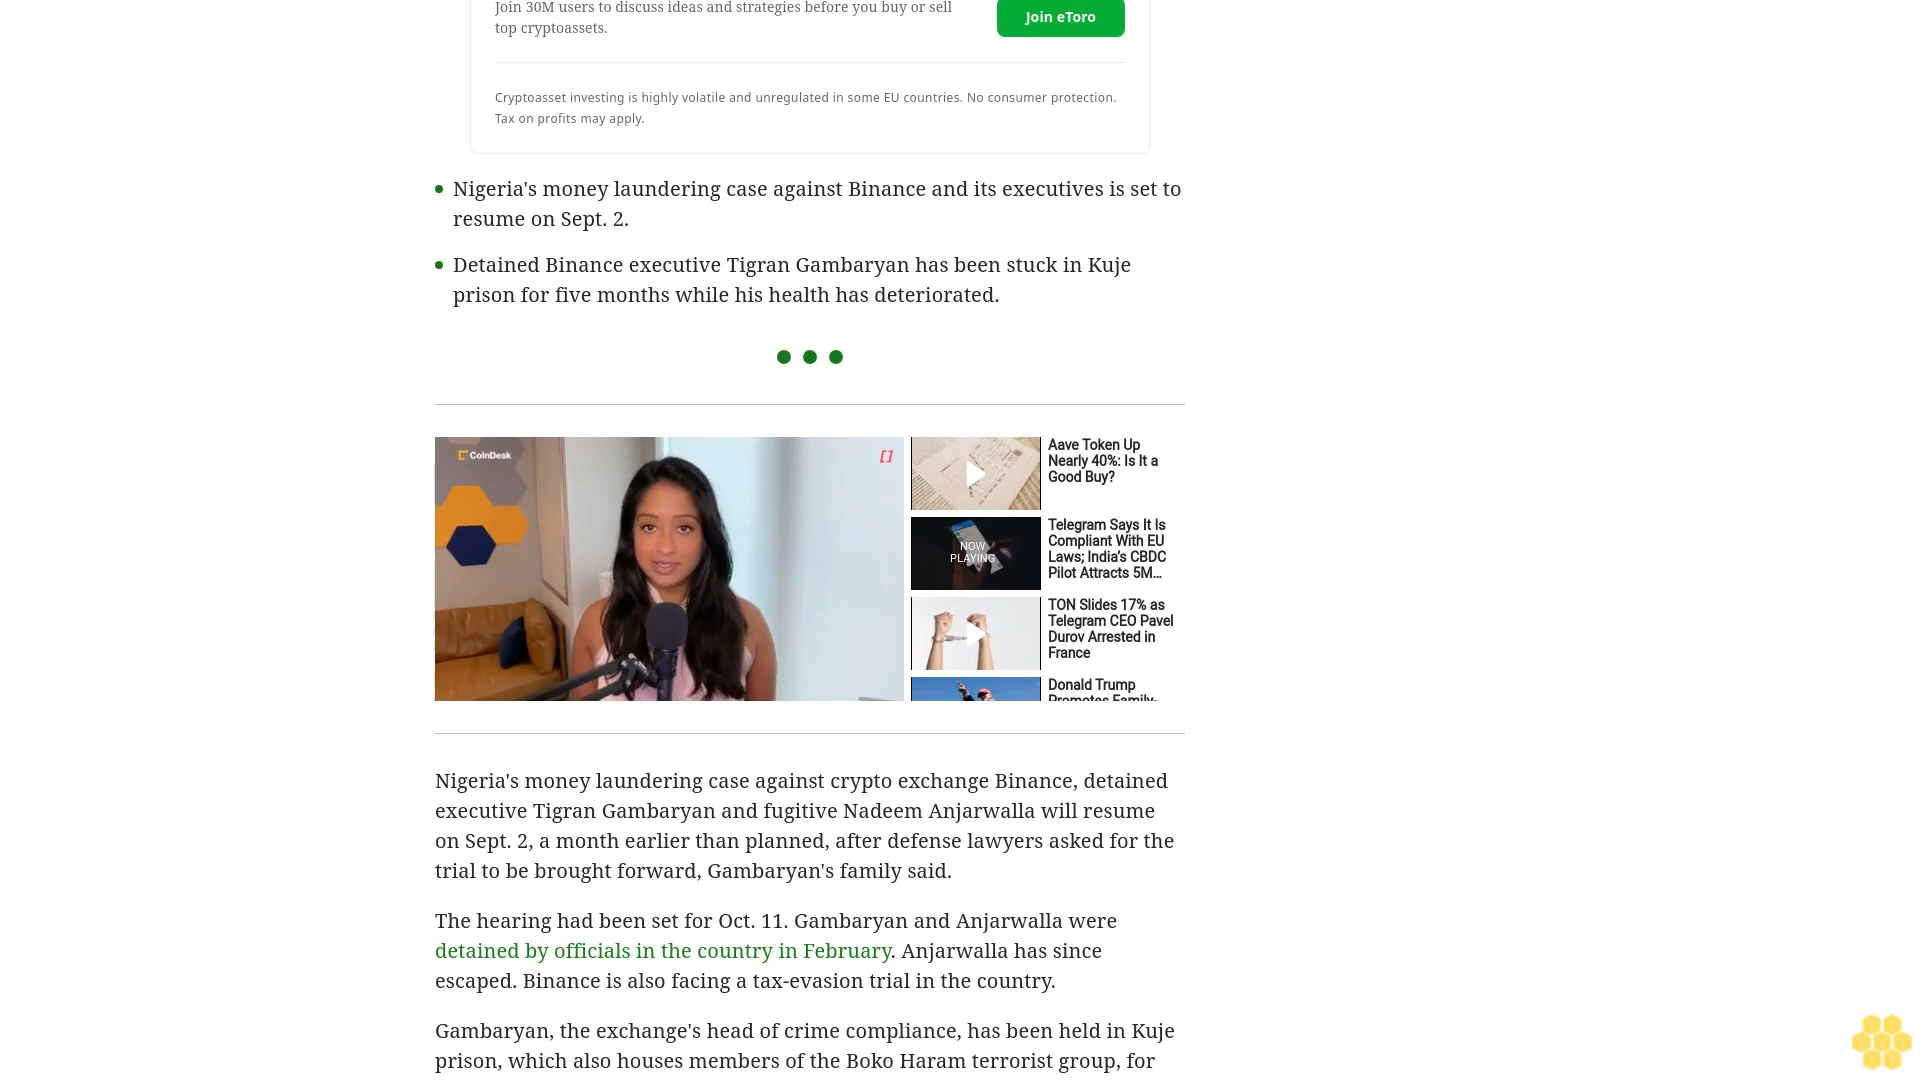 Join 30M users to discuss ideas and strategies before you buy or sell
top cryptoassets.
Join eToro
Cryptoasset investing is highly volatile and unregulated in some EU countries. No consumer protection.
Tax on profits may apply.
Nigeria's money laundering case against Binance and its executives is set to
resume on Sept. 2.
Detained Binance executive Tigran Gambaryan has been stuck in Kuje
prison for five months while his health has deteriorated.
CoinDesk
[]
Aave Token Up
Nearly 40%: Is It a
Good Buy?
NOW
PLAYING
Telegram Says It Is
Compliant With EU
Laws; India’s CBDC
Pilot Attracts 5M…
TON Slides 17% as
Telegram CEO Pavel
Durov Arrested in
France
Donald Trump
Promotes Family-
Nigeria's money laundering case against crypto exchange Binance, detained
executive Tigran Gambaryan and fugitive Nadeem Anjarwalla will resume
on Sept. 2, a month earlier than planned, after defense lawyers asked for the
trial to be brought forward, Gambaryan's family said.
The hearing had been set for Oct. 11. Gambaryan and Anjarwalla were
detained by officials in the country in February. Anjarwalla has since
escaped. Binance is also facing a tax-evasion trial in the country.
Gambaryan, the exchange's head of crime compliance, has been held in Kuje
prison, which also houses members of the Boko Haram terrorist group, for